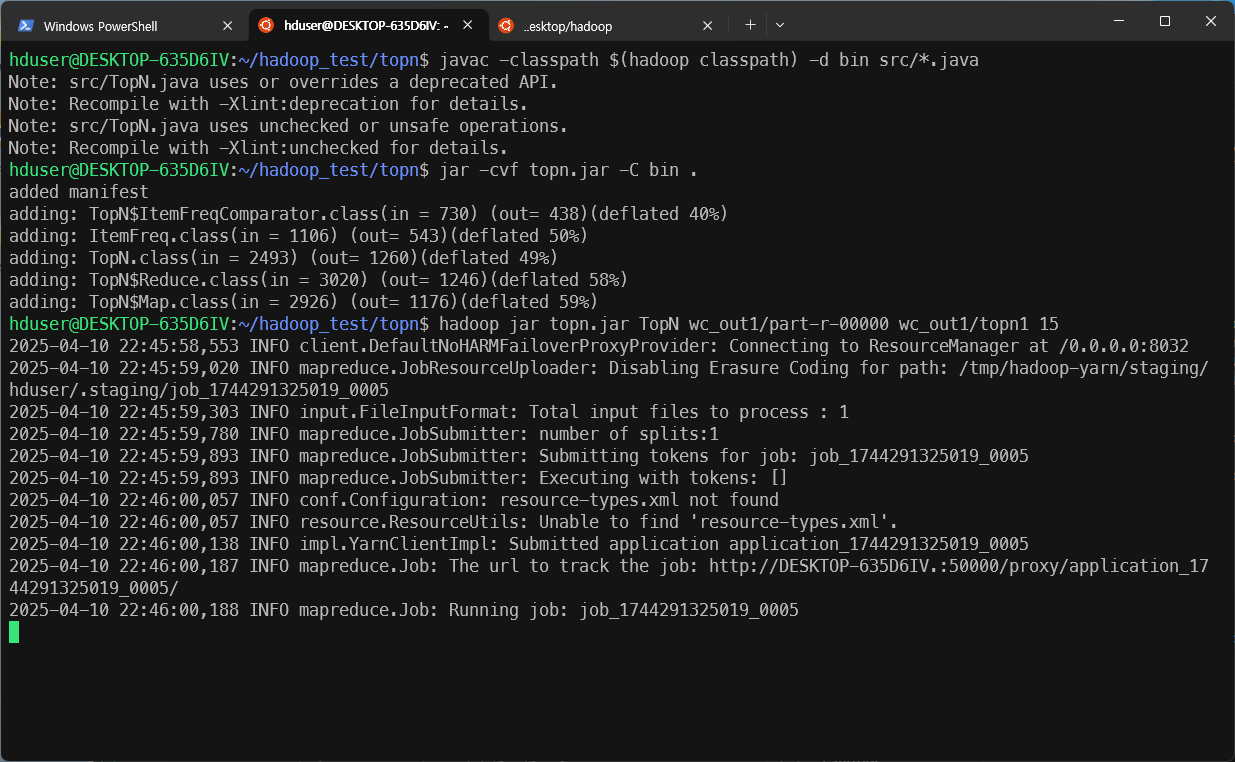 Windows PowerShell
hduser@DESKTOP-635D6IV: ~
..esktop/hadoop
hduser@DESKTOP-635D6IV:~/hadoop_test/topn$ javac -classpath $(hadoop classpath) -d bin src/*.java
Note: src/TopN.java uses or overrides a deprecated API.
Note: Recompile with -Xlint:deprecation for details.
Note: src/TopN.java uses unchecked or unsafe operations.
Note: Recompile with -Xlint:unchecked for details.
hduser@DESKTOP-635D6IV:~/hadoop_test/topn$ jar -cvf topn.jar -C bin .
added manifest
adding: TopN$ItemFreqComparator.class(in = 730) (out= 438)(deflated 40%)
adding: ItemFreq.class(in = 1106) (out= 543)(deflated 50%)
adding: TopN.class(in = 2493) (out= 1260)(deflated 49%)
adding: TopN$Reduce.class(in = 3020) (out= 1246)(deflated 58%)
adding: TopN$Map.class(in = 2926) (out= 1176)(deflated 59%)
hduser@DESKTOP-635D6IV:~/hadoop_test/topn$ hadoop jar topn.jar TopN wc_out1/part-r-00000 wc_out1/topn1 15
2025-04-10 22:45:58,553 INFO client.DefaultNoHARMFailoverProxyProvider: Connecting to ResourceManager at /0.0.0.0:8032
2025-04-10 22:45:59,020 INFO mapreduce.JobResourceUploader: Disabling Erasure Coding for path: /tmp/hadoop-yarn/staging/
hduser/.staging/job_1744291325019_0005
2025-04-10 22:45:59,303 INFO input.FileInputFormat: Total input files to process : 1
2025-04-10 22:45:59,780 INFO mapreduce.JobSubmitter: number of splits:1
2025-04-10 22:45:59,893 INFO mapreduce.JobSubmitter: Submitting tokens for job: job_1744291325019_0005
2025-04-10 22:45:59,893 INFO mapreduce.JobSubmitter: Executing with tokens: []
2025-04-10 22:46:00,057 INFO conf.Configuration: resource-types.xml not found
2025-04-10 22:46:00,057 INFO resource.ResourceUtils: Unable to find 'resource-types.xml'.
2025-04-10 22:46:00,138 INFO impl.YarnClientImpl: Submitted application application_1744291325019_0005
2025-04-10 22:46:00,187 INFO mapreduce.Job: The url to track the job: http://DESKTOP-635D6IV.:50000/proxy/application_17
44291325019_0005/
2025-04-10 22:46:00,188 INFO mapreduce.Job: Running job: job_1744291325019_0005